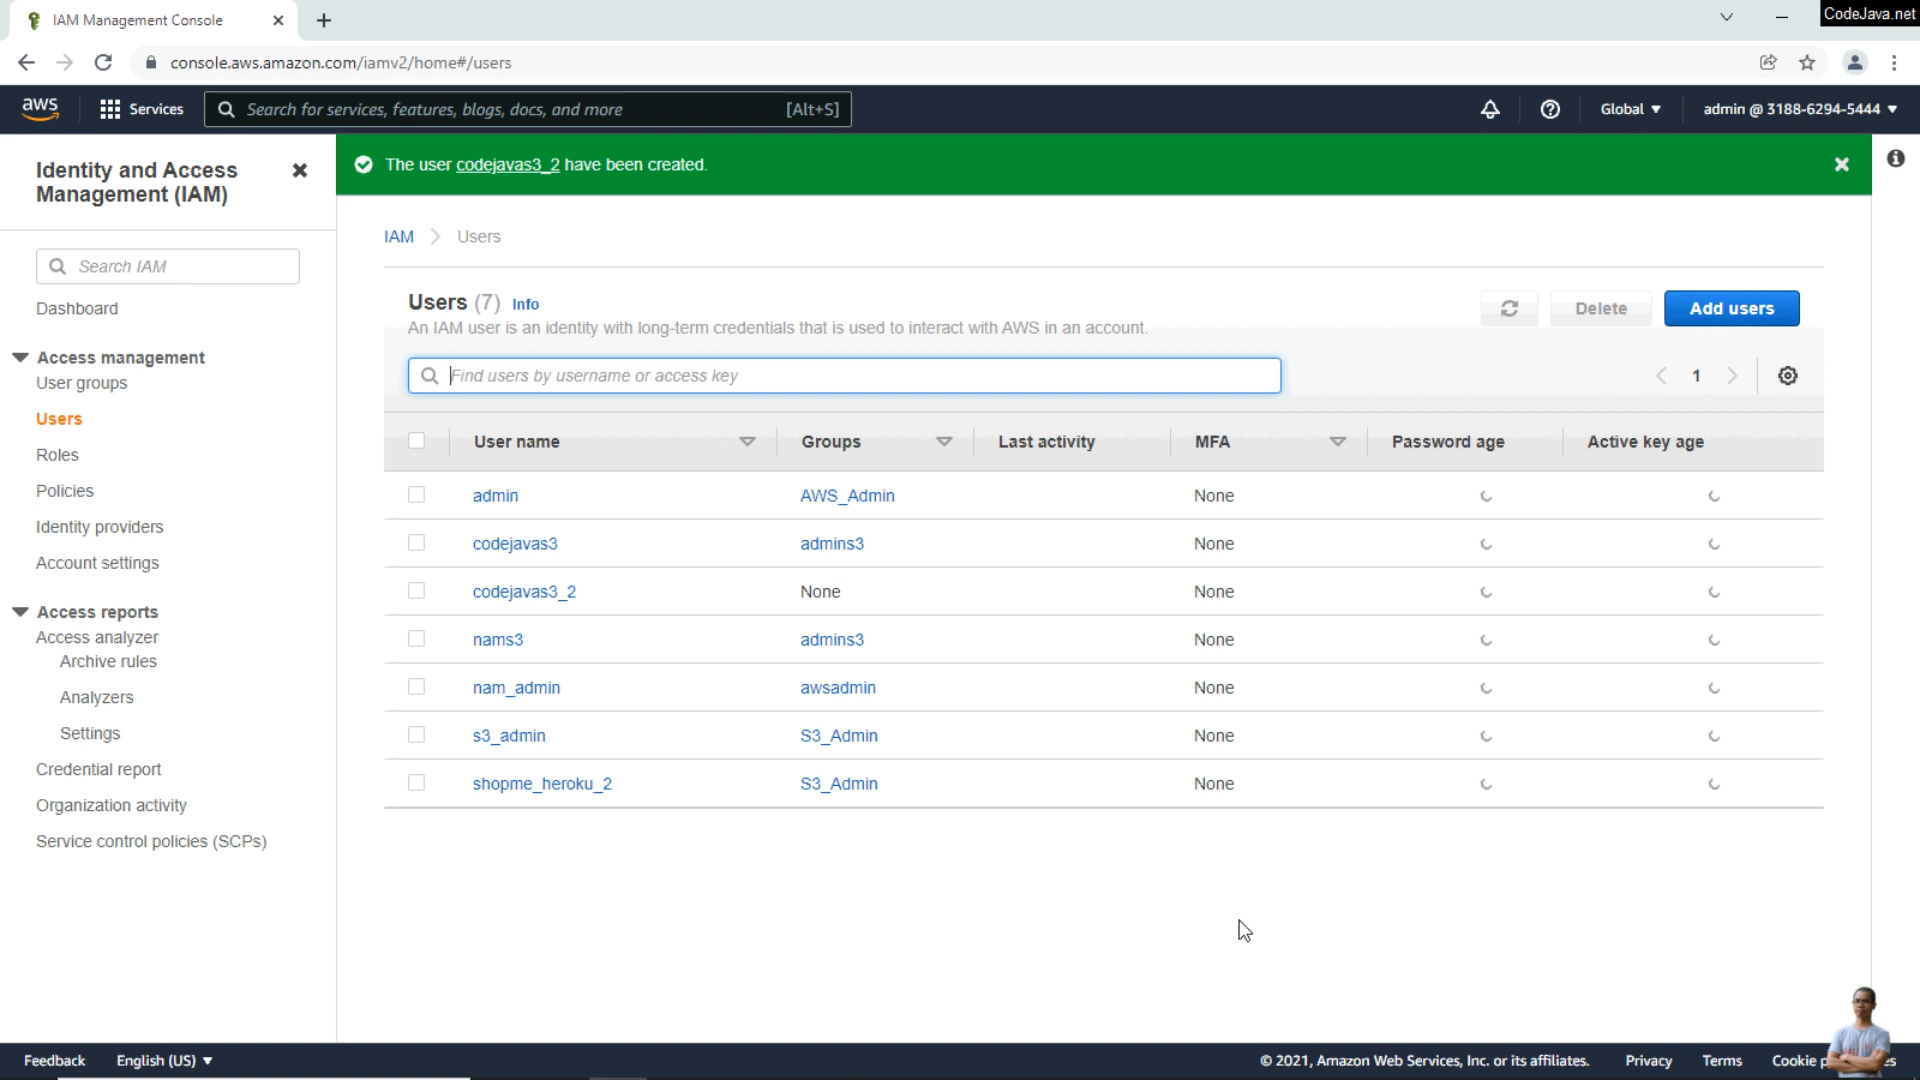 IAM Management Console
CodeJava.net
console.aws.amazon.com/iamv2/home#/users
aws
Services
Search for services, features, blogs, docs, and more
[Alt+S]
Global
admin @ 3188-6294-5444
Identity and Access
Management (IAM)
Search IAM
Dashboard
Access management
User groups
Users
Roles
Policies
Identity providers
Account settings
Access reports
Access analyzer
Archive rules
Analyzers
Settings
Credential report
Organization activity
Service control policies (SCPs)
The user codejavas3_2 have been created.
IAM Users
Users (7) Info
An IAM user is an identity with long-term credentials that is used to interact with AWS in an account.
Delete
Add users
Find users by username or access key
1
User name Groups Last activity MFA Password age Active key age
admin AWS_Admin None
codejavas3 admins3 None
codejavas3_2 None None
nams3 admins3 None
nam_admin awsadmin None
s3_admin S3_Admin None
shopme_heroku_2 S3_Admin None
Feedback
English (US)
© 2021, Amazon Web Services, Inc. or its affiliates.
Privacy
Terms
Cookie